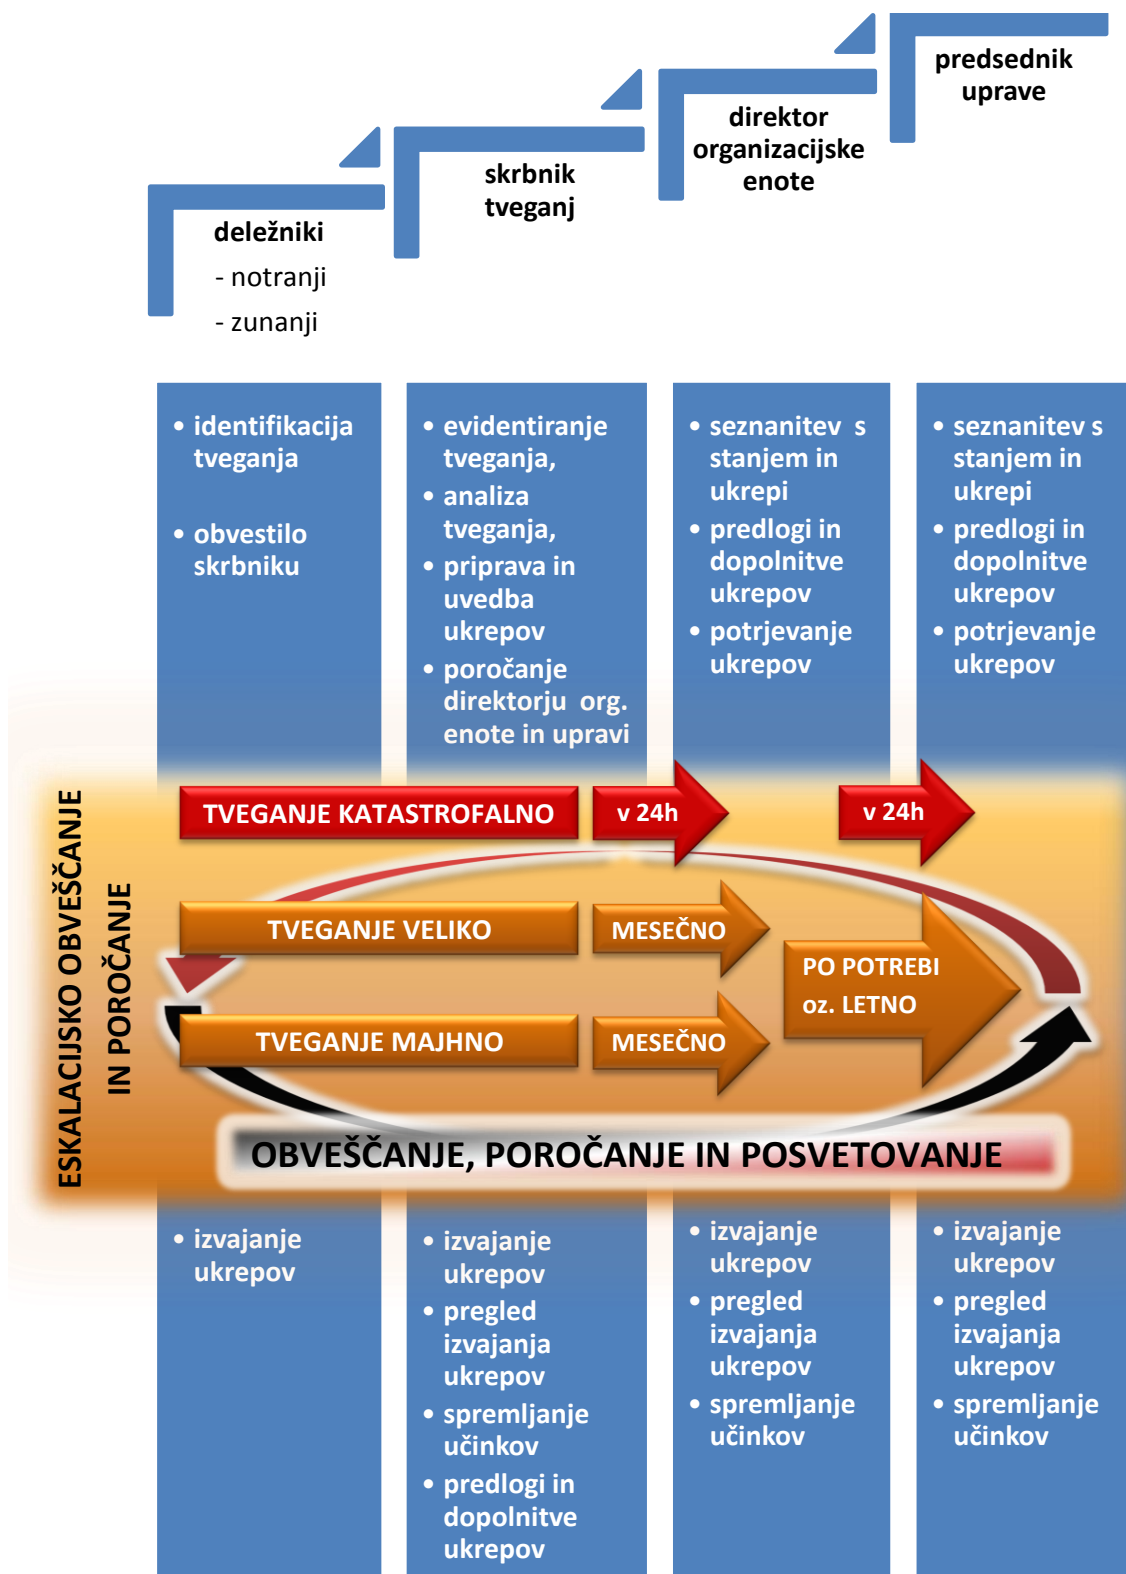 deležniki
- notranji
- zunanji
skrbnik
tveganj
direktor
organizacijske
enote
predsednik
uprave
• identifikacija
tveganja
• obvestilo
skrbniku
• evidentiranje
tveganja,
• analiza
tveganja,
• priprava in
uvedba
ukrepov
• poročanje
direktorju org.
enote in upravi
• seznanitev s
stanjem in
ukrepi
• predlogi in
dopolnitve
ukrepov
• potrjevanje
ukrepov
• seznanitev s
stanjem in
ukrepi
• predlogi in
dopolnitve
ukrepov
• potrjevanje
ukrepov
ESKALACIJSKO OBVEŠČANJE
IN POROČANJE
TVEGANJE KATASTROFALNO
v 24h
v 24h
TVEGANJE VELIKO
MESEČNO
PO POTREBI
oz. LETNO
TVEGANJE MAJHNO
MESEČNO
OBVEŠČANJE, POROČANJE IN POSVETOVANJE
• izvajanje
ukrepov
• izvajanje
ukrepov
• pregled
izvajanja
ukrepov
• spremljanje
učinkov
• predlogi in
dopolnitve
ukrepov
• izvajanje
ukrepov
• pregled
izvajanja
ukrepov
• spremljanje
učinkov
• izvajanje
ukrepov
• pregled
izvajanja
ukrepov
• spremljanje
učinkov